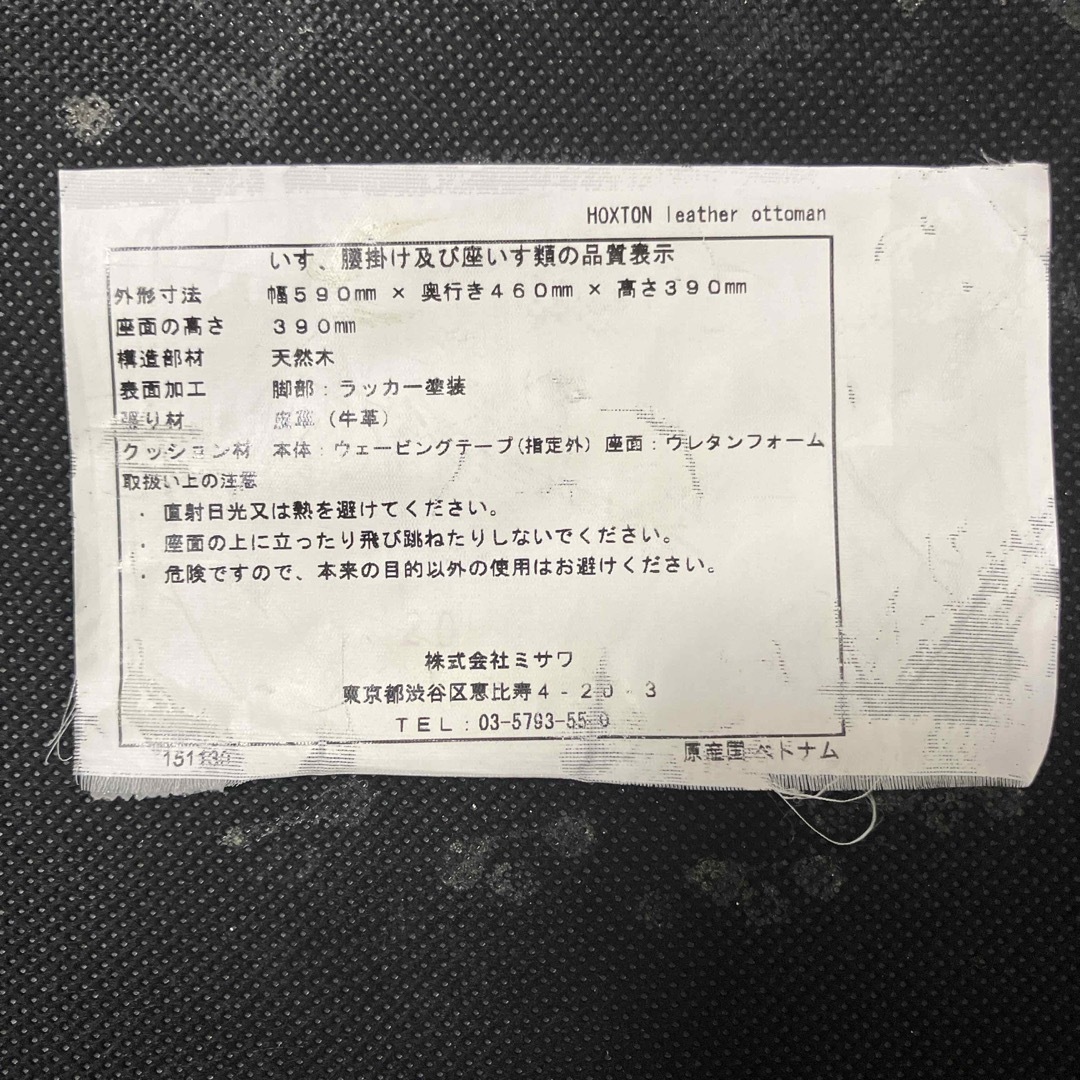 HOXTON leather ottoman
いす、腰掛け及び座いす類の品質表示
外形寸法 幅590mm × 奥行き460mm × 高さ390mm
座面の高さ 390mm
構造部材 天然木
表面加工 脚部:ラッカー塗装
張り材 皮革(牛革)
クッション材 本体:ウェービングテープ(指定外) 座面:ウレタンフォーム
取扱い上の注意
・ 直射日光又は熱を避けてください。
・ 座面の上に立ったり飛び跳ねたりしないでください。
・ 危険ですので、本来の目的以外の使用はお避けください。
株式会社ミサワ
東京都渋谷区恵比寿4-20-3
TEL:
原産国 ベトナム